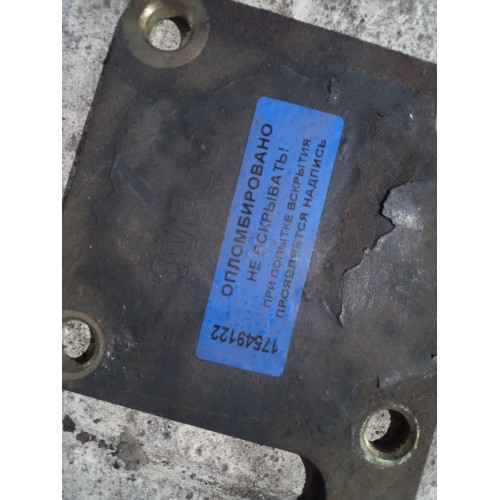 ОПЛОМБИРОВАНО
НЕ ВСКРЫВАТЬ!
ПРИ ПОПЫТКЕ ВСКРЫТИЯ
ПРОЯВЛЯЕТСЯ НАДПИСЬ
17549122